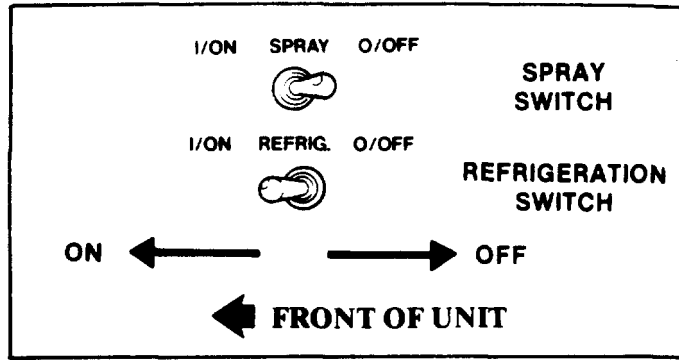 I/ON SPRAY O/OFF
SPRAY
SWITCH
I/ON REFRIG. O/OFF
REFRIGERATION
SWITCH
ON OFF
FRONT OF UNIT